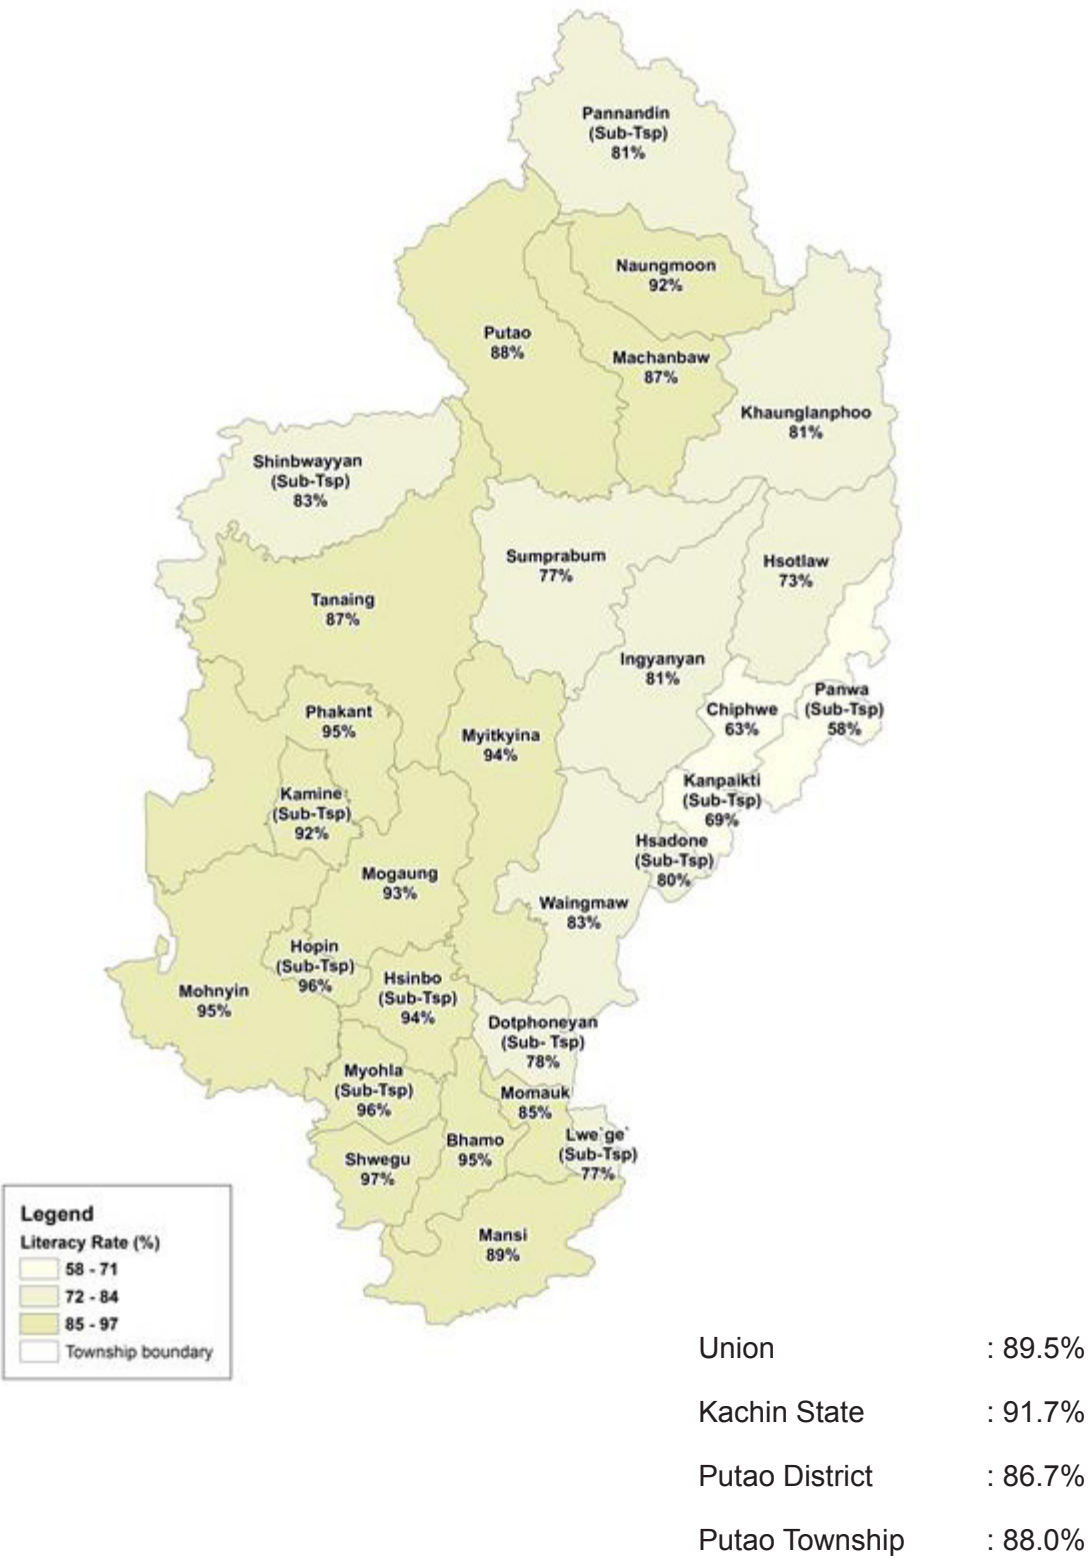 Pannandin
(Sub-Tsp)
81%
Naungmoon
92%
Putao
88%
Machanbaw
87%
Khaunglanphoo
81%
Shinbwayyan
(Sub-Tsp)
83%
Sumprabum
77%
Hsotlaw
73%
Tanaing
87%
Ingyanyan
81%
Panwa
(Sub-Tsp)
58%
Chiphwe
63%
Phakant
95%
Myitkyina
94%
Kanpaikti
(Sub-Tsp)
69%
Kamine
(Sub-Tsp)
92%
Hsadone
(Sub-Tsp)
80%
Mogaung
93%
Waingmaw
83%
Hopin
(Sub-Tsp)
96%
Hsinbo
(Sub-Tsp)
94%
Mohnyin
95%
Dotphoneyan
(Sub- Tsp)
78%
Myohla
(Sub-Tsp)
96%
Momauk
85%
Lwe`ge`
(Sub-Tsp)
77%
Bhamo
95%
Shwegu
97%
Mansi
89%
Legend
Literacy Rate (%)
58 - 71
72 - 84
85 - 97
Township boundary
Union : 89.5%
Kachin State : 91.7%
Putao District : 86.7%
Putao Township : 88.0%